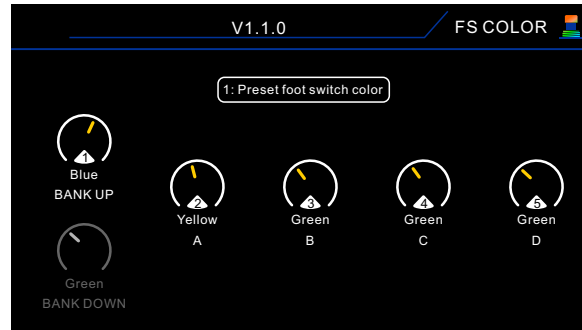 V1.1.0
FS COLOR
1: Preset foot switch color
1
Blue
BANK UP
2
Yellow
A
3
Green
B
4
Green
C
5
Green
D
Green
BANK DOWN